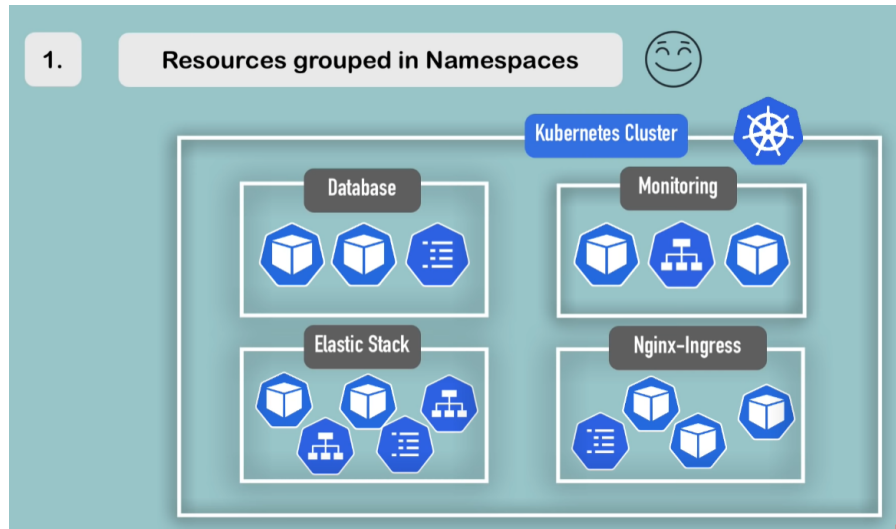 1.
Resources grouped in Namespaces
Kubernetes Cluster
Database
Monitoring
Elastic Stack
Nginx-Ingress